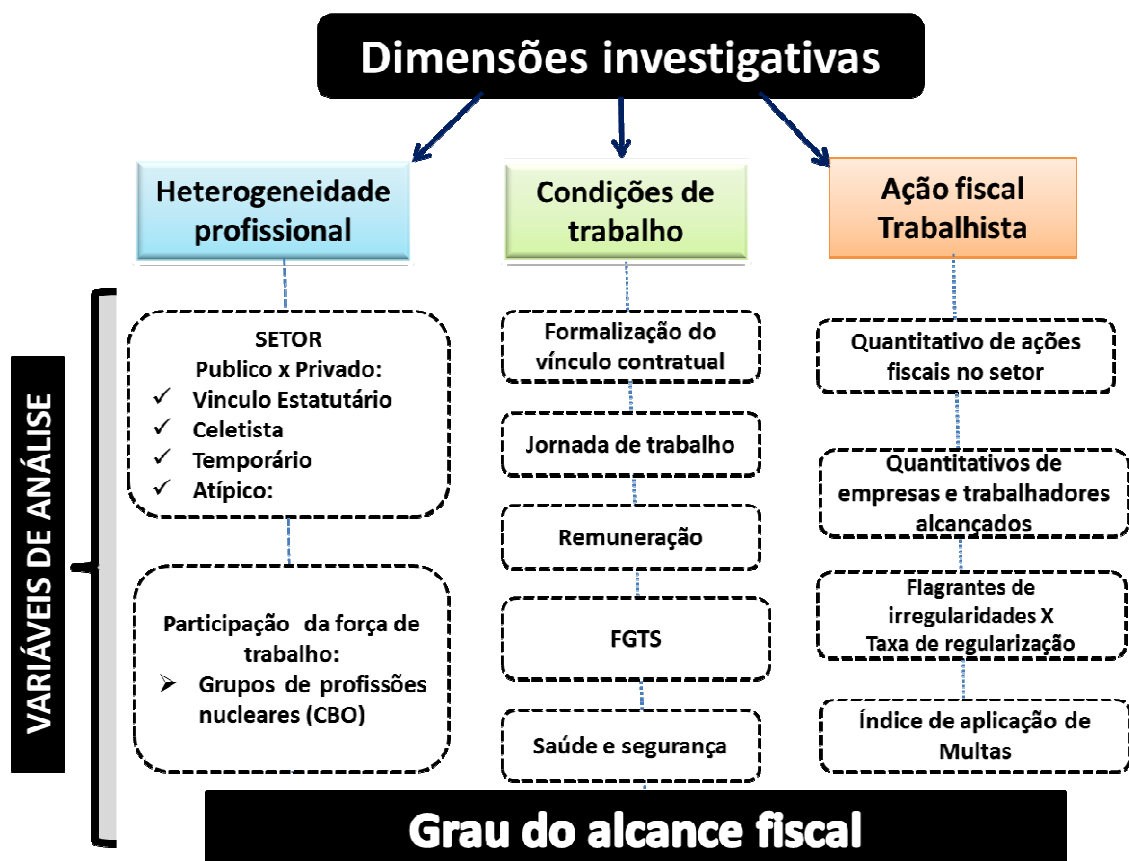 Dimensões investigativas
Heterogeneidade
profissional
Condições de
trabalho
Ação fiscal
Trabalhista
VARIÁVEIS DE ANÁLISE
SETOR
Publico x Privado:
✓ Vinculo Estatutário
✓ Celetista
✓ Temporário
✓ Atípico:
Participação da força de
trabalho:
➢ Grupos de profissões
nucleares (CBO)
Formalização do
vínculo contratual
Jornada de trabalho
Remuneração
FGTS
Saúde e segurança
Quantitativo de ações
fiscais no setor
Quantitativos de
empresas e trabalhadores
alcançados
Flagrantes de
irregularidades X
Taxa de regularização
Índice de aplicação de
Multas
Grau do alcance fiscal